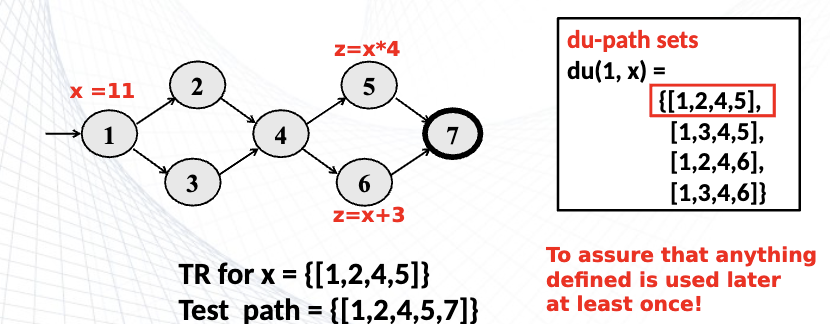 x =11
z=x*4
1
2
3
4
5
6
7
z=x+3
TR for x = {[1,2,4,5]}
Test path = {[1,2,4,5,7]}
du-path sets
du(1, x) =
{[1,2,4,5],
[1,3,4,5],
[1,2,4,6],
[1,3,4,6]}
To assure that anything
defined is used later
at least once!